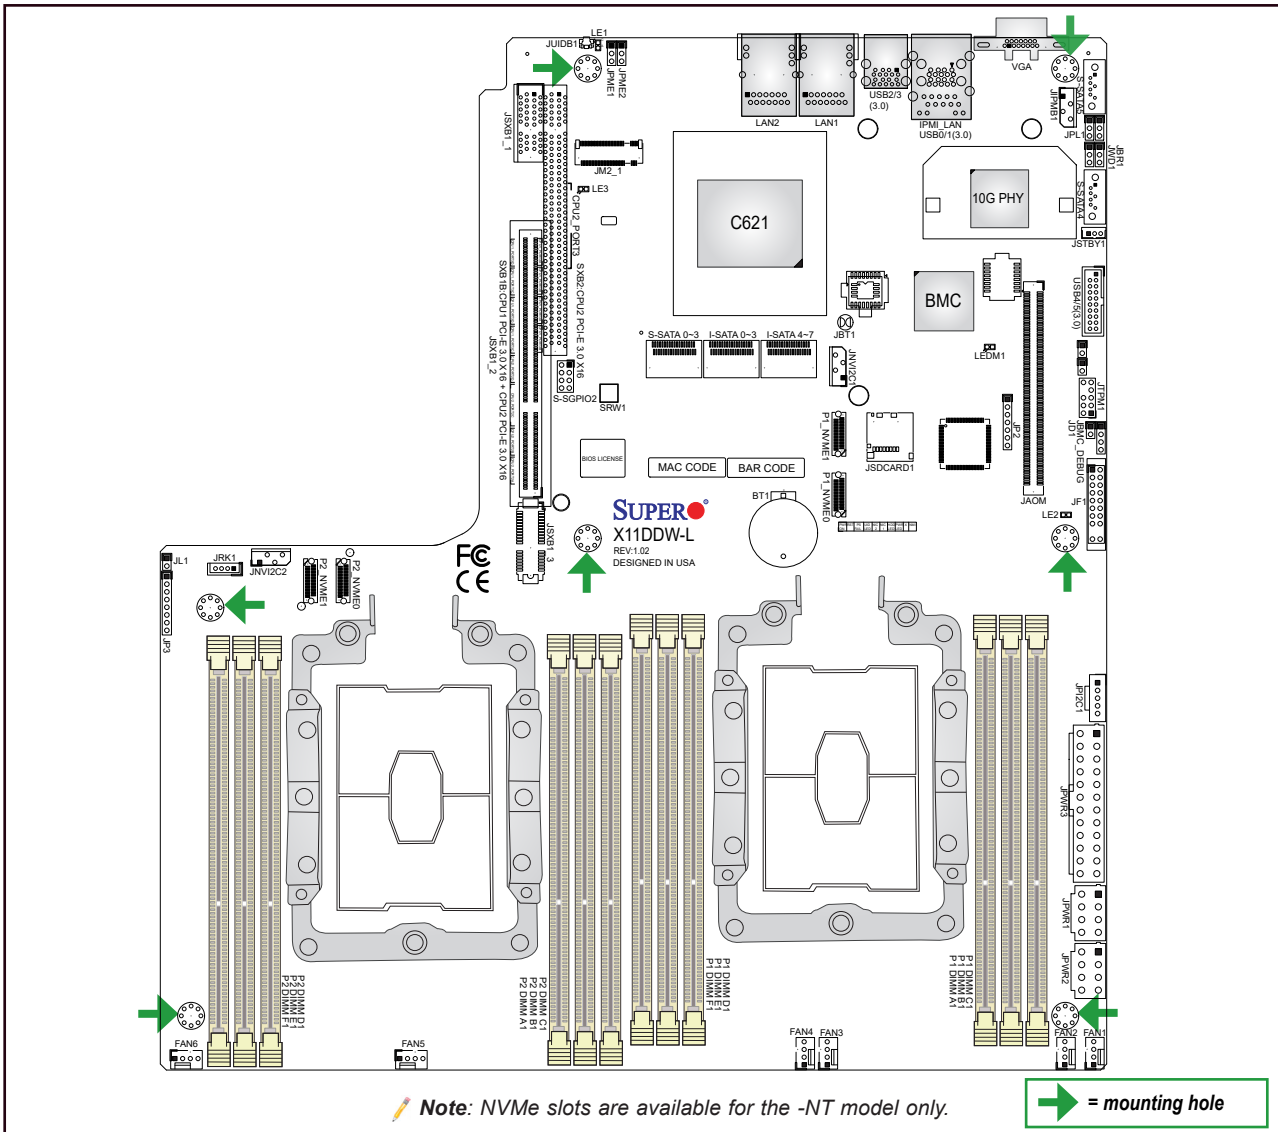 LE1
JUIDB1
JPME1
JPME2
LAN2
LAN1
USB2/3
(3.0)
IPMI_LAN
USB0/1(3.0)
VGA
S-SATA5
JIPMB1
JPL1
JBR1
JWD1
S-SATA4
JSTBY1
JSXB1_1
JM2_1
LE3
CPU2_PORT3
C621
10G PHY
BMC
USB4/5(3.0)
SXB2:CPU2 PCI-E 3.0 X16
JSXB1_2
SXB1B:CPU1 PCI-E 3.0 X16 + CPU2 PCI-E 3.0 X16
S-SATA 0~3
I-SATA 0~3
I-SATA 4~7
JBT1
JNVI2C1
LEDM1
JTPM1
S-SGPIO2
SRW1
P1_NVME1
JSDCARD1
JP2
JD1
JBMC_DEBUG
BIOS LICENSE
MAC CODE
BAR CODE
P1_NVME0
BT1
JAOM
JF1
LE2
SUPER
X11DDW-L
REV:1.02
DESIGNED IN USA
JSXB1_3
FC
CE
JL1
JRK1
JNVI2C2
P2_NVME1
P2_NVME0
JP3
JPI2C1
JPWR3
JPWR1
JPWR2
P2 DIMM D1
P2 DIMM E1
P2 DIMM F1
P2 DIMM C1
P2 DIMM B1
P2 DIMM A1
P1 DIMM D1
P1 DIMM E1
P1 DIMM F1
P1 DIMM C1
P1 DIMM B1
P1 DIMM A1
FAN6
FAN5
FAN4
FAN3
FAN2
FAN1
Note: NVMe slots are available for the -NT model only.
= mounting hole